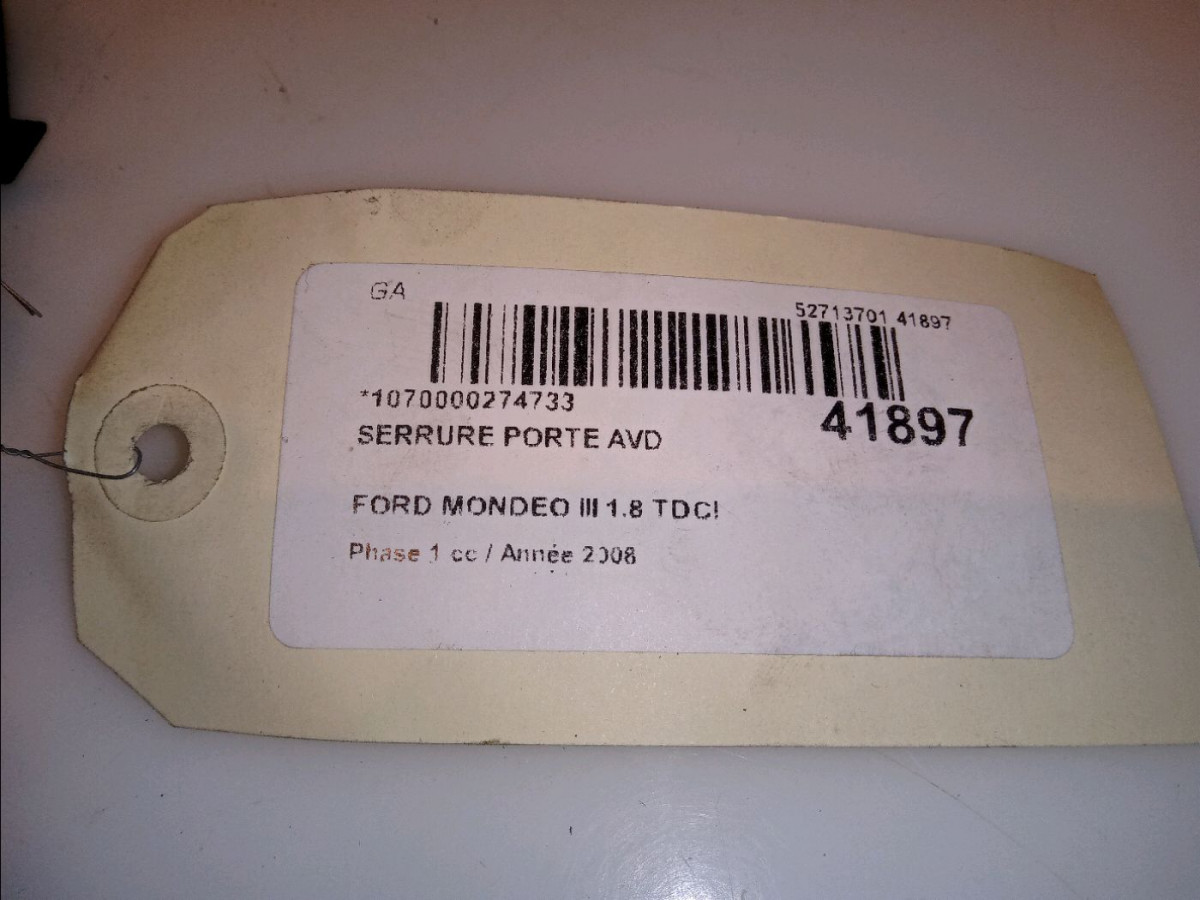 GA
52713701 41897
*1070000274733
41897
SERRURE PORTE AVD
FORD MONDEO III 1.8 TDCI
Phase 1 cc / Année 2008